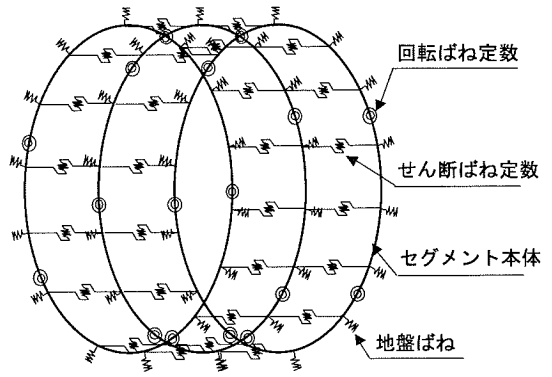 回転ばね定数
せん断ばね定数
セグメント本体
地盤ばね